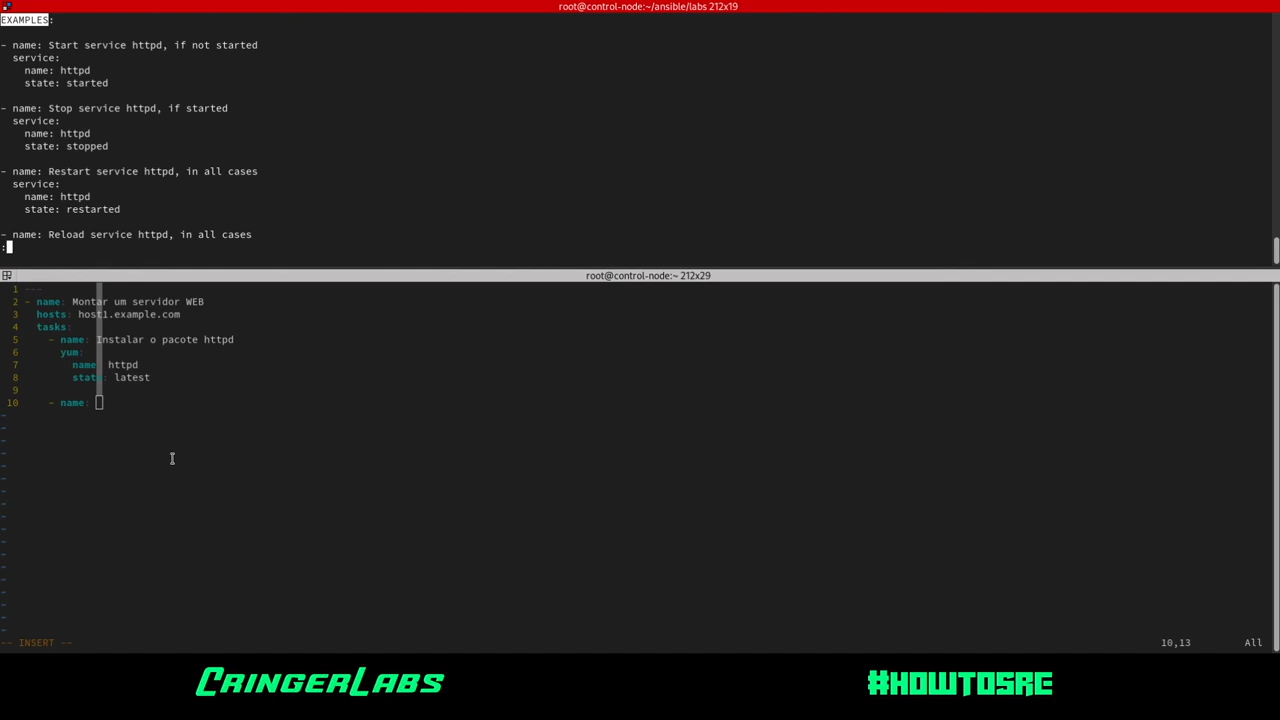 root@control-node:~/ansible/labs 212x19
EXAMPLES:
- name: Start service httpd, if not started
  service:
    name: httpd
    state: started
- name: Stop service httpd, if started
  service:
    name: httpd
    state: stopped
- name: Restart service httpd, in all cases
  service:
    name: httpd
    state: restarted
- name: Reload service httpd, in all cases
:
root@control-node:~ 212x29
1 ---
2 - name: Montar um servidor WEB
3   hosts: host1.example.com
4   tasks:
5     - name: Instalar o pacote httpd
6       yum:
7         name: httpd
8         state: latest
9
10     - name:
-- INSERT -- 10,13 All
CringerLabs #HOWTOSRE